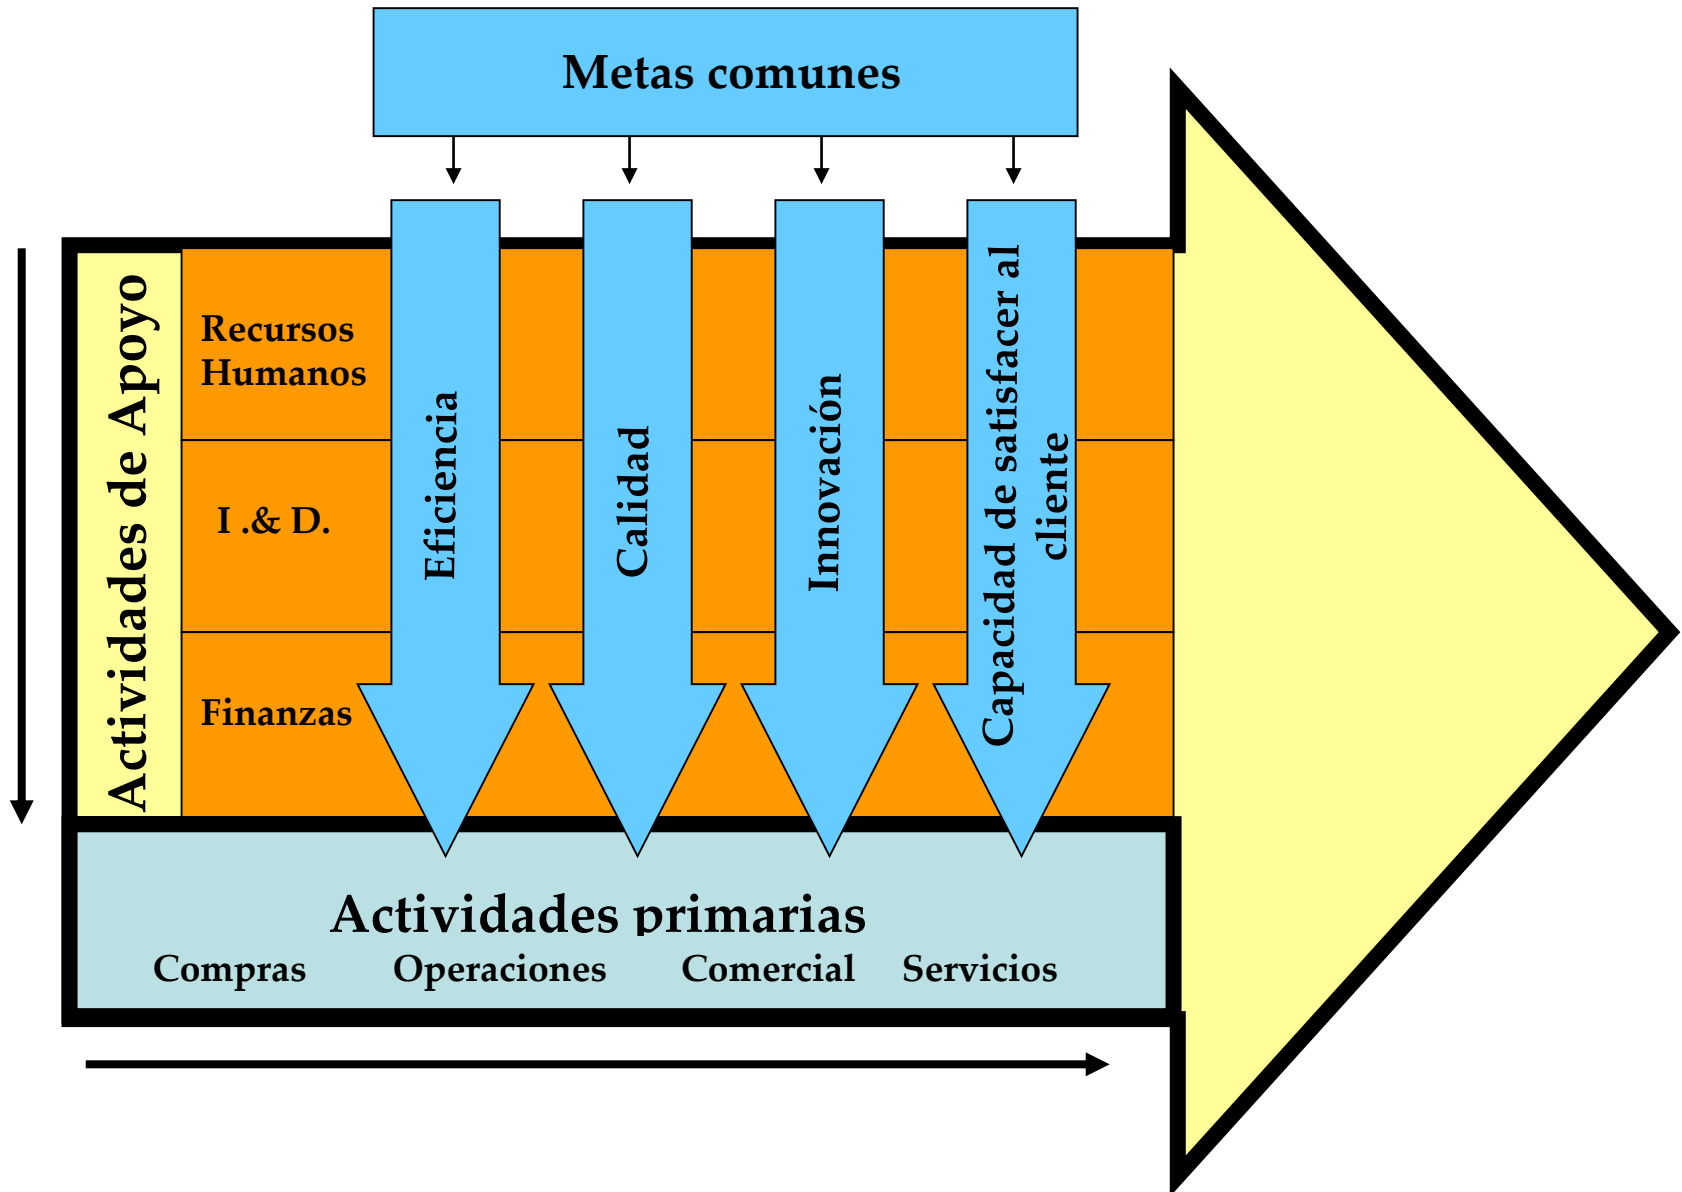 Metas comunes
Actividades de Apoyo
Recursos
Humanos
I .& D.
Finanzas
Eficiencia
Calidad
Innovación
Capacidad de satisfacer al
cliente
Actividades primarias
Compras Operaciones Comercial Servicios